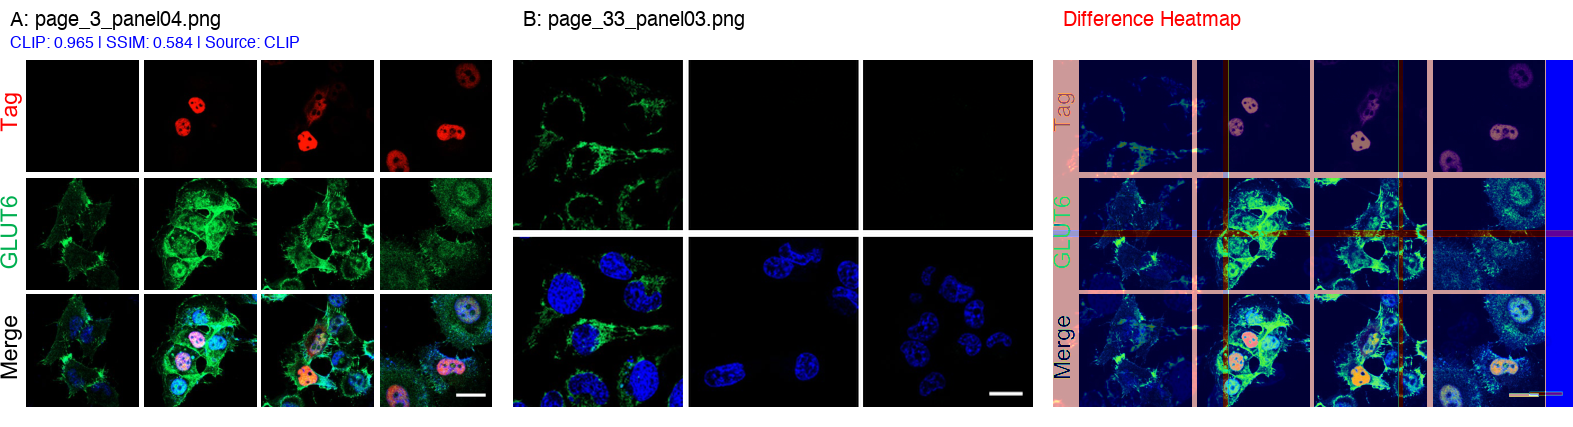 A: page_3_panel04.png
CLIP: 0.965 | SSIM: 0.584 | Source: CLIP
B: page_33_panel03.png
Difference Heatmap
Tag
GLUT6
Merge
Tag
GLUT6
Merge